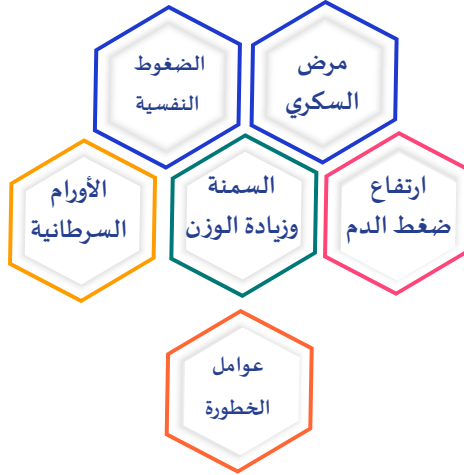 مرض
السكري
الضغوط
النفسية
ارتفاع
ضغط الدم
السمنة
وزيادة الوزن
الأورام
السرطانية
عوامل
الخطورة